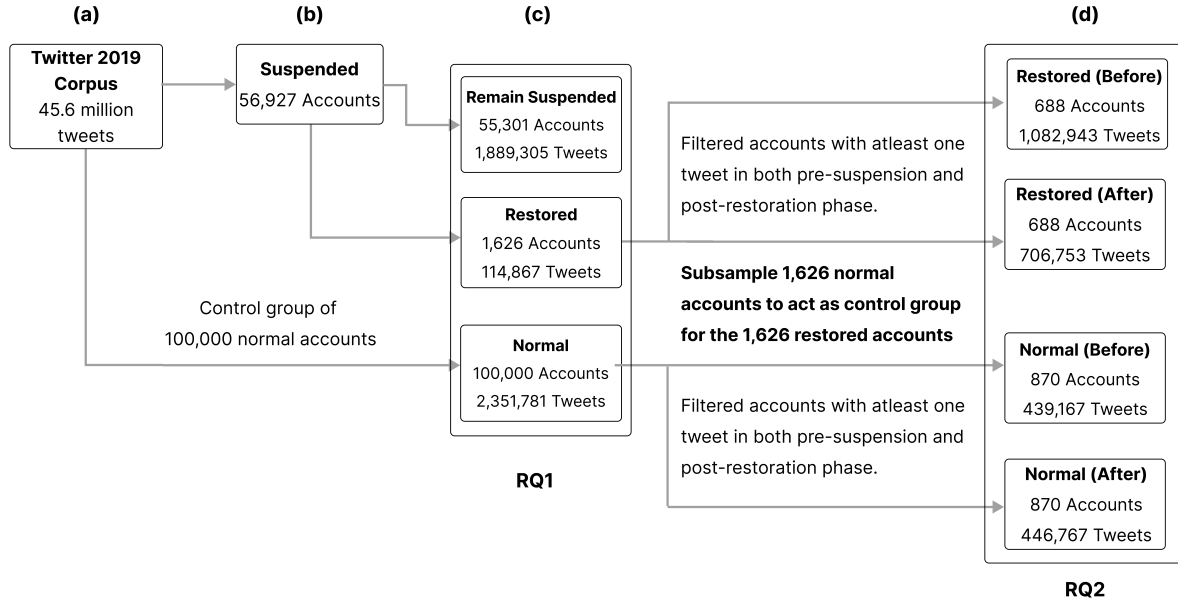 (a)
(b)
(c)
(d)
Twitter 2019
Corpus
45.6 million
tweets
Suspended
56,927 Accounts
Remain Suspended
55,301 Accounts
1,889,305 Tweets
Restored
1,626 Accounts
114,867 Tweets
Control group of
100,000 normal accounts
Normal
100,000 Accounts
2,351,781 Tweets
RQ1
Filtered accounts with atleast one
tweet in both pre-suspension and
post-restoration phase.
Subsample 1,626 normal
accounts to act as control group
for the 1,626 restored accounts
Filtered accounts with atleast one
tweet in both pre-suspension and
post-restoration phase.
Restored (Before)
688 Accounts
1,082,943 Tweets
Restored (After)
688 Accounts
706,753 Tweets
Normal (Before)
870 Accounts
439,167 Tweets
Normal (After)
870 Accounts
446,767 Tweets
RQ2